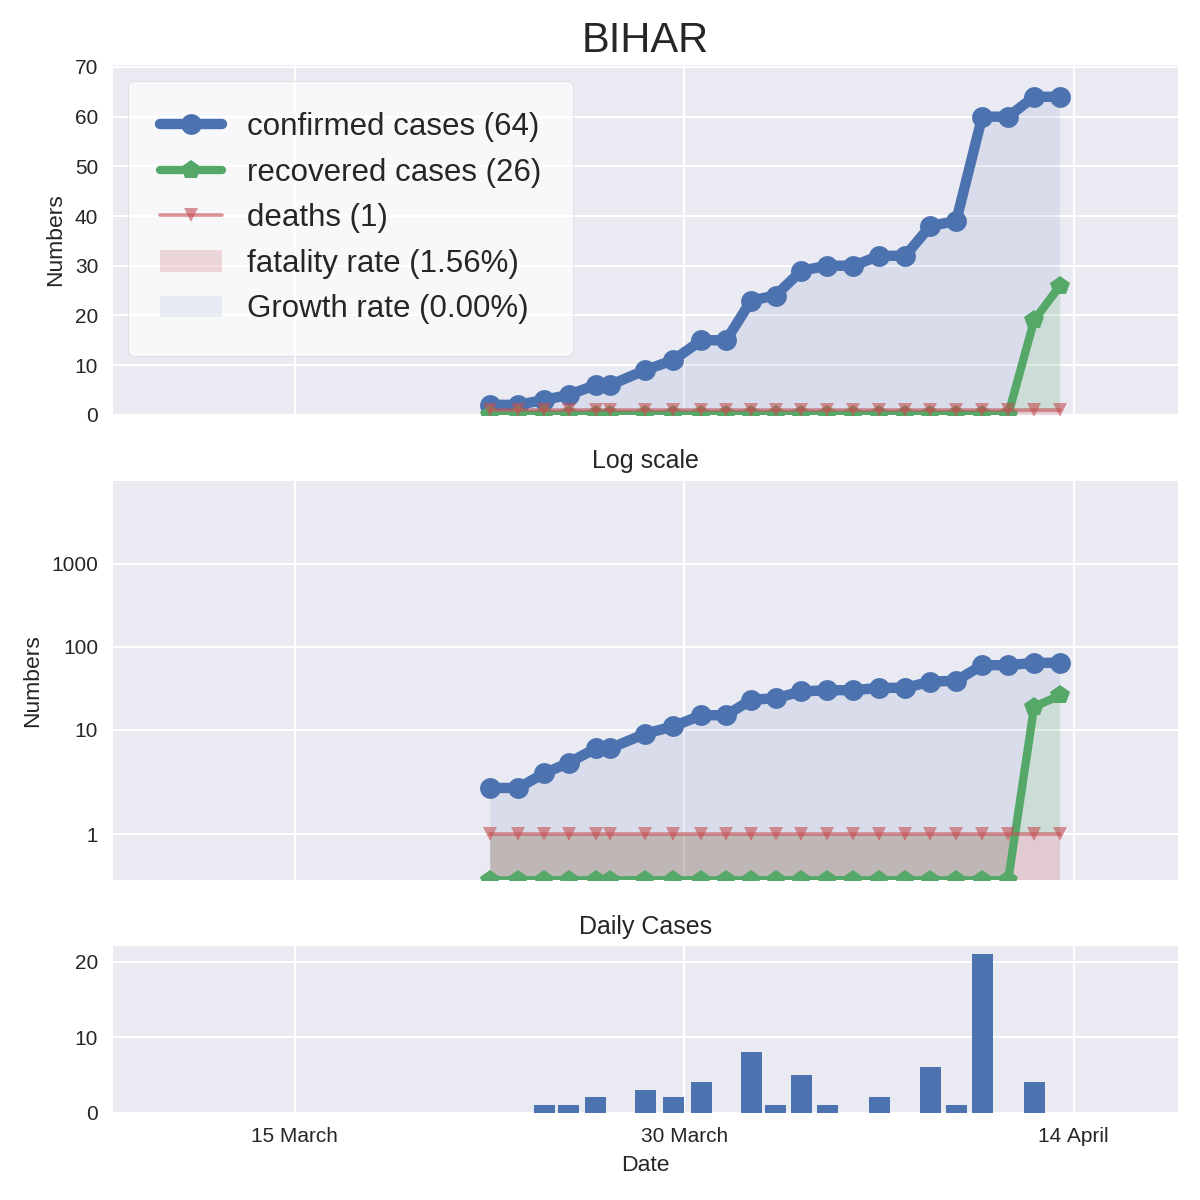 BIHAR
70
60
50
40
30
20
10
0
Numbers
confirmed cases (64)
recovered cases (26)
deaths (1)
fatality rate (1.56%)
Growth rate (0.00%)
Log scale
1000
100
10
1
Numbers
Daily Cases
20
10
0
15 March
30 March
14 April
Date